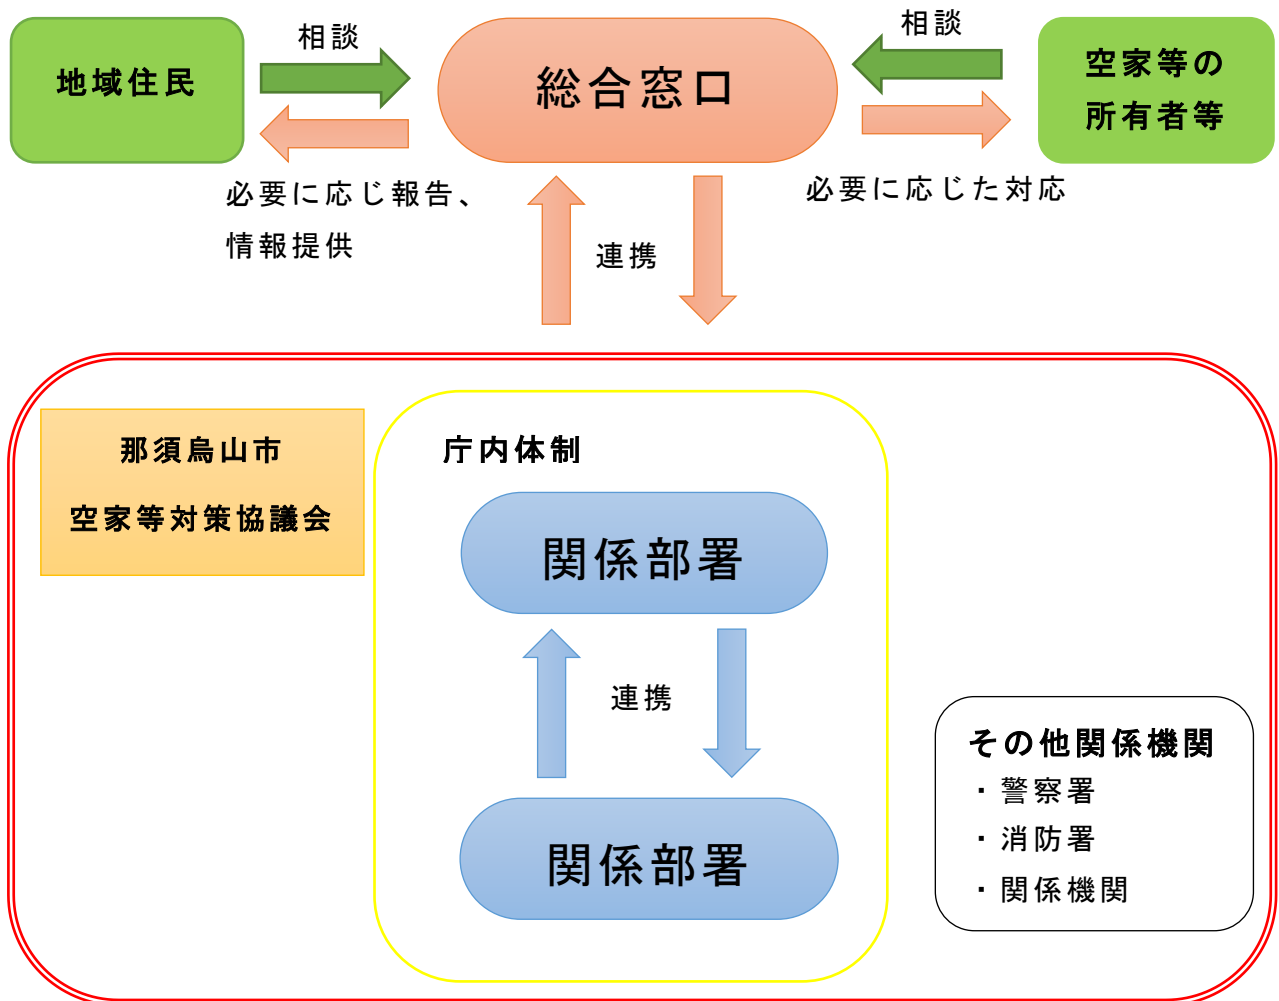 地域住民
相談
総合窓口
相談
空家等の
所有者等
必要に応じ報告、
情報提供
必要に応じた対応
連携
那須烏山市
空家等対策協議会
庁内体制
関係部署
連携
関係部署
その他関係機関
・警察署
・消防署
・関係機関